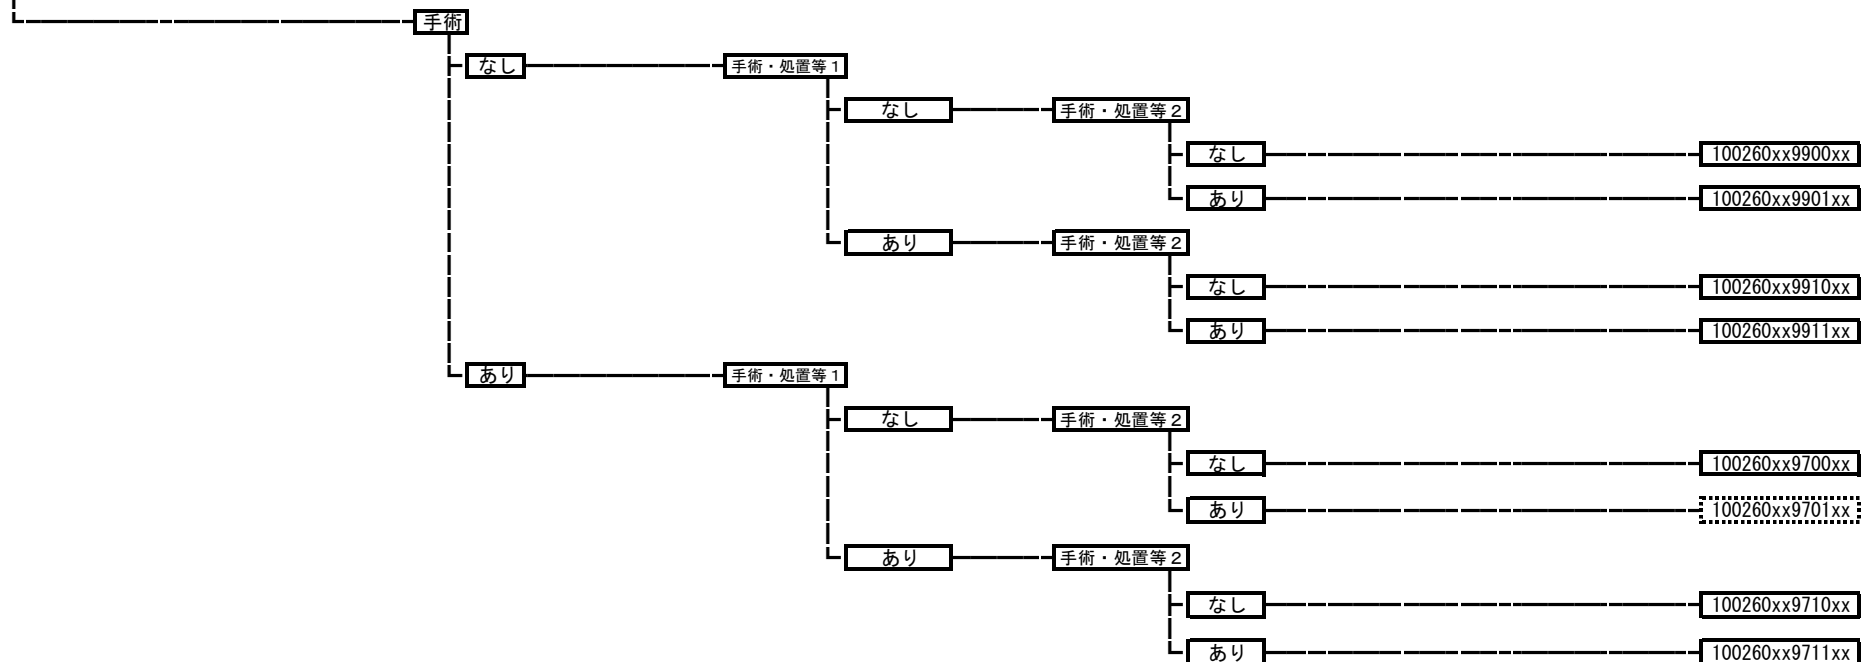 手術
なし
手術・処置等1
なし
手術・処置等2
なし
100260xx9900xx
あり
100260xx9901xx
あり
手術・処置等2
なし
100260xx9910xx
あり
100260xx9911xx
あり
手術・処置等1
なし
手術・処置等2
なし
100260xx9700xx
あり
100260xx9701xx
あり
手術・処置等2
なし
100260xx9710xx
あり
100260xx9711xx